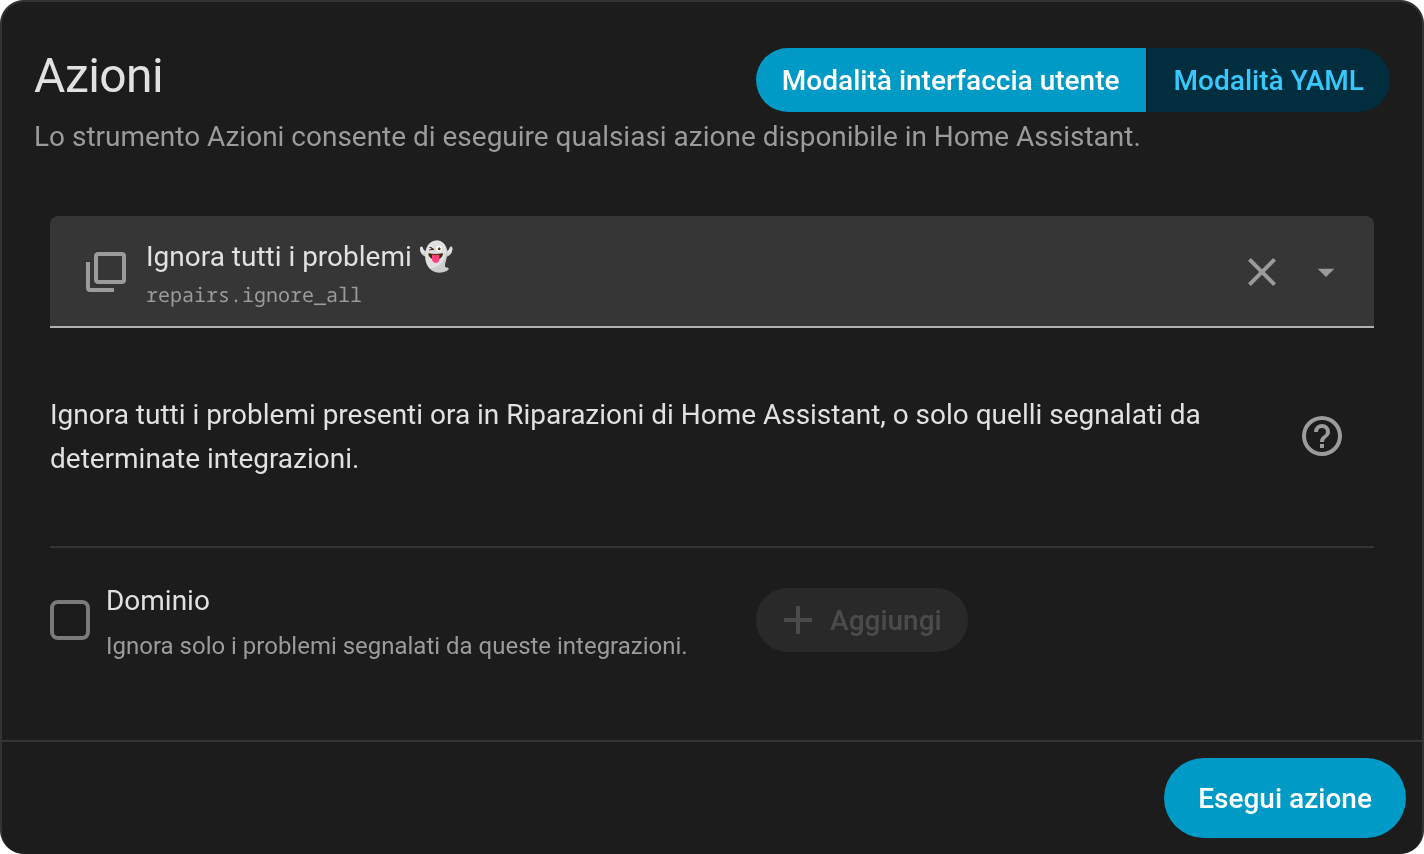 Azioni
Modalità interfaccia utente
Modalità YAML
Lo strumento Azioni consente di eseguire qualsiasi azione disponibile in Home Assistant.
Ignora tutti i problemi 👻
repairs.ignore_all
Ignora tutti i problemi presenti ora in Riparazioni di Home Assistant, o solo quelli segnalati da
determinate integrazioni.
Dominio
Ignora solo i problemi segnalati da queste integrazioni.
Aggiungi
Esegui azione